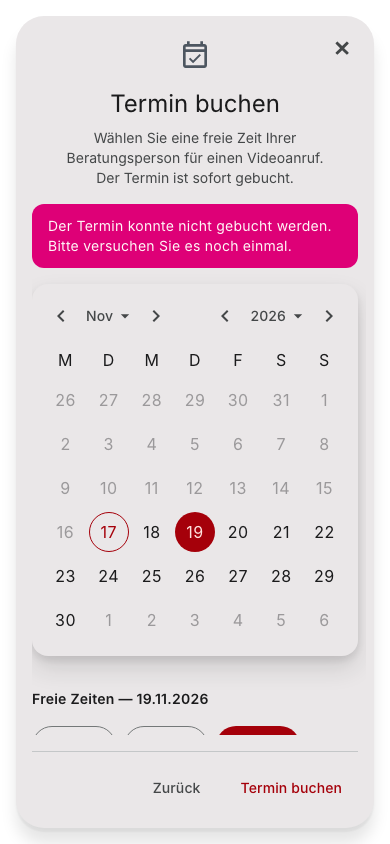 Termin buchen
Wählen Sie eine freie Zeit Ihrer
Beratungsperson für einen Videoanruf.
Der Termin ist sofort gebucht.
Der Termin konnte nicht gebucht werden.
Bitte versuchen Sie es noch einmal.
Nov 2026
M D M D F S S
26 27 28 29 30 31 1
2 3 4 5 6 7 8
9 10 11 12 13 14 15
16 17 18 19 20 21 22
23 24 25 26 27 28 29
30 1 2 3 4 5 6
Freie Zeiten — 19.11.2026
Zurück Termin buchen